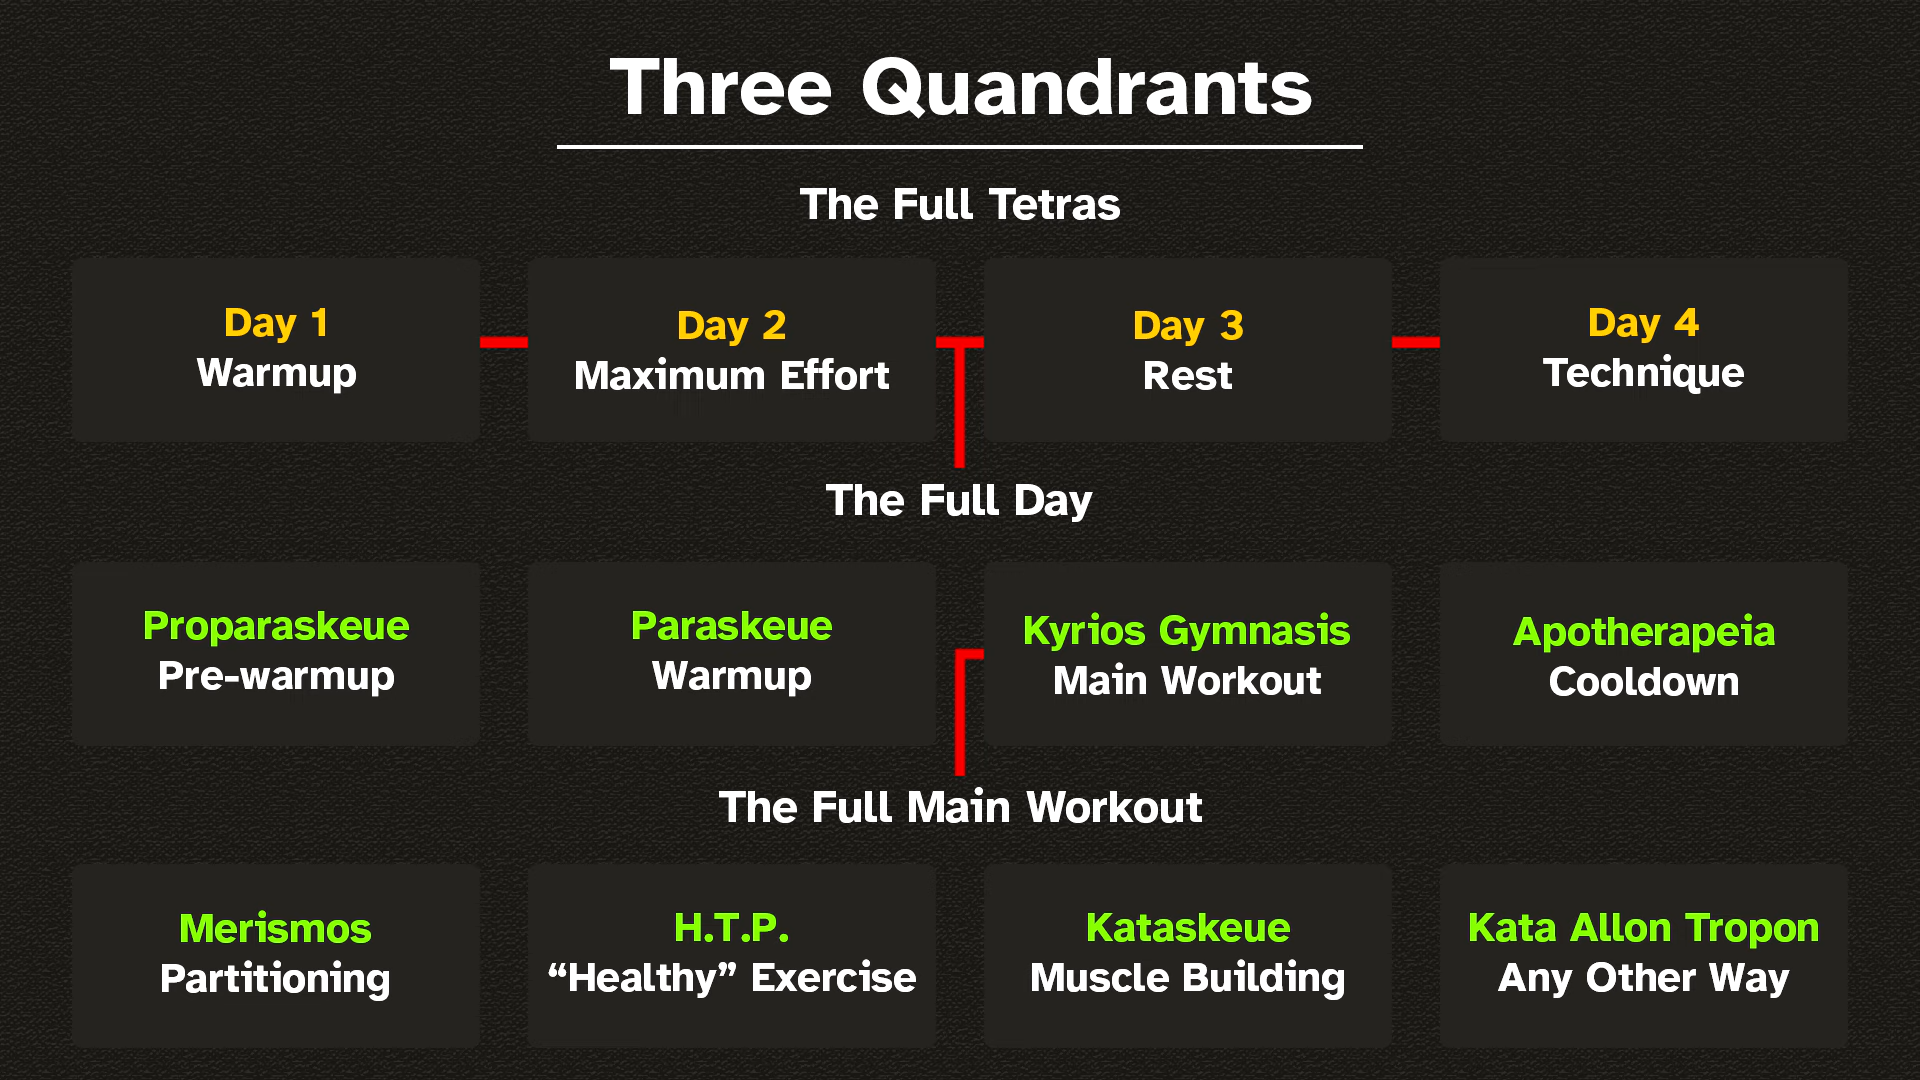 Three Quandrants
The Full Tetras
Day 1
Warmup
Day 2
Maximum Effort
Day 3
Rest
Day 4
Technique
The Full Day
Proparaskeue
Pre-warmup
Paraskeue
Warmup
Kyrios Gymnasis
Main Workout
Apotherapeia
Cooldown
The Full Main Workout
Merismos
Partitioning
H.T.P.
“Healthy” Exercise
Kataskeue
Muscle Building
Kata Allon Tropon
Any Other Way